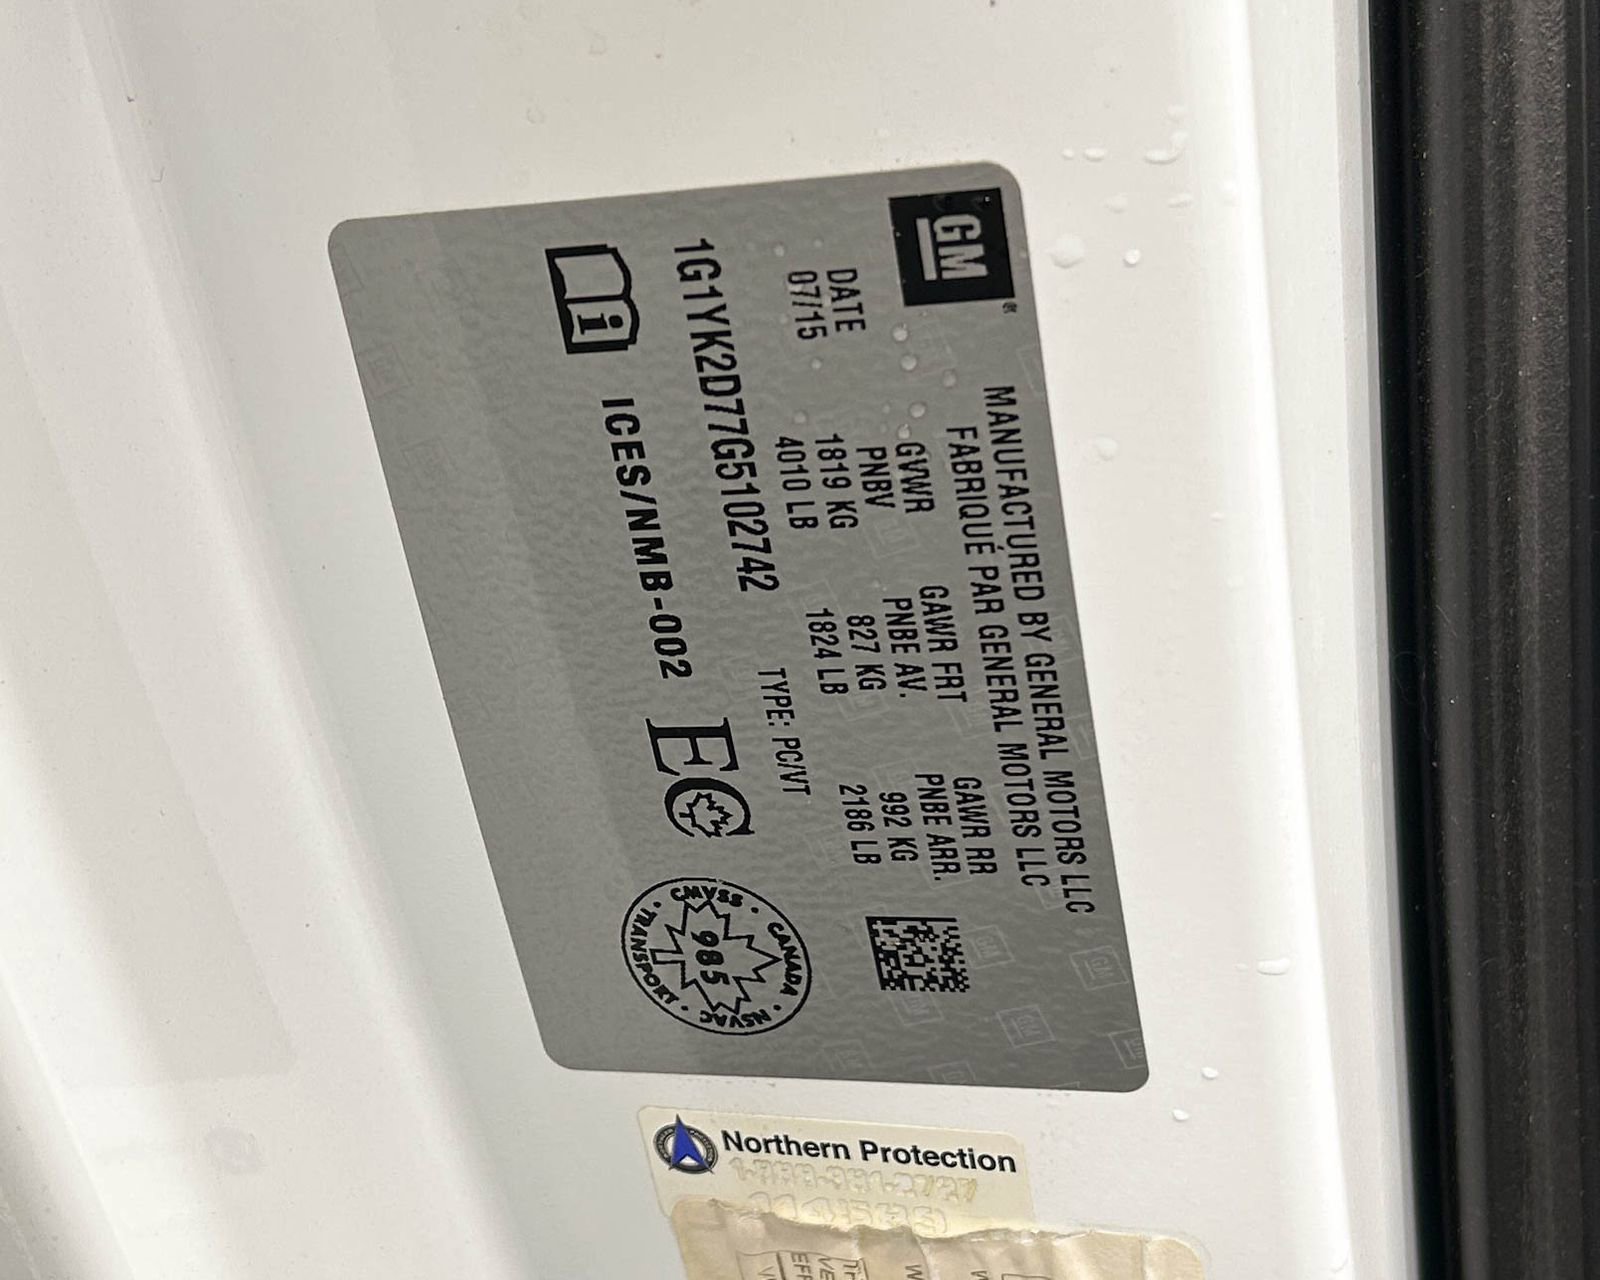 GM
MANUFACTURED BY GENERAL MOTORS LLC
FABRIQUÉ PAR GENERAL MOTORS LLC
DATE GVWR GAWR FRT GAWR RR
07/15 PNBV PNBE AV. PNBE ARR.
1819 KG 827 KG 992 KG
4010 LB 1824 LB 2186 LB
1G1YK2D77G5102742 TYPE: PC/VT
ICES/NMB-002 EC
CMVSS · CANADA · NSVAC · TRANSPORT ·
985
Northern Protection